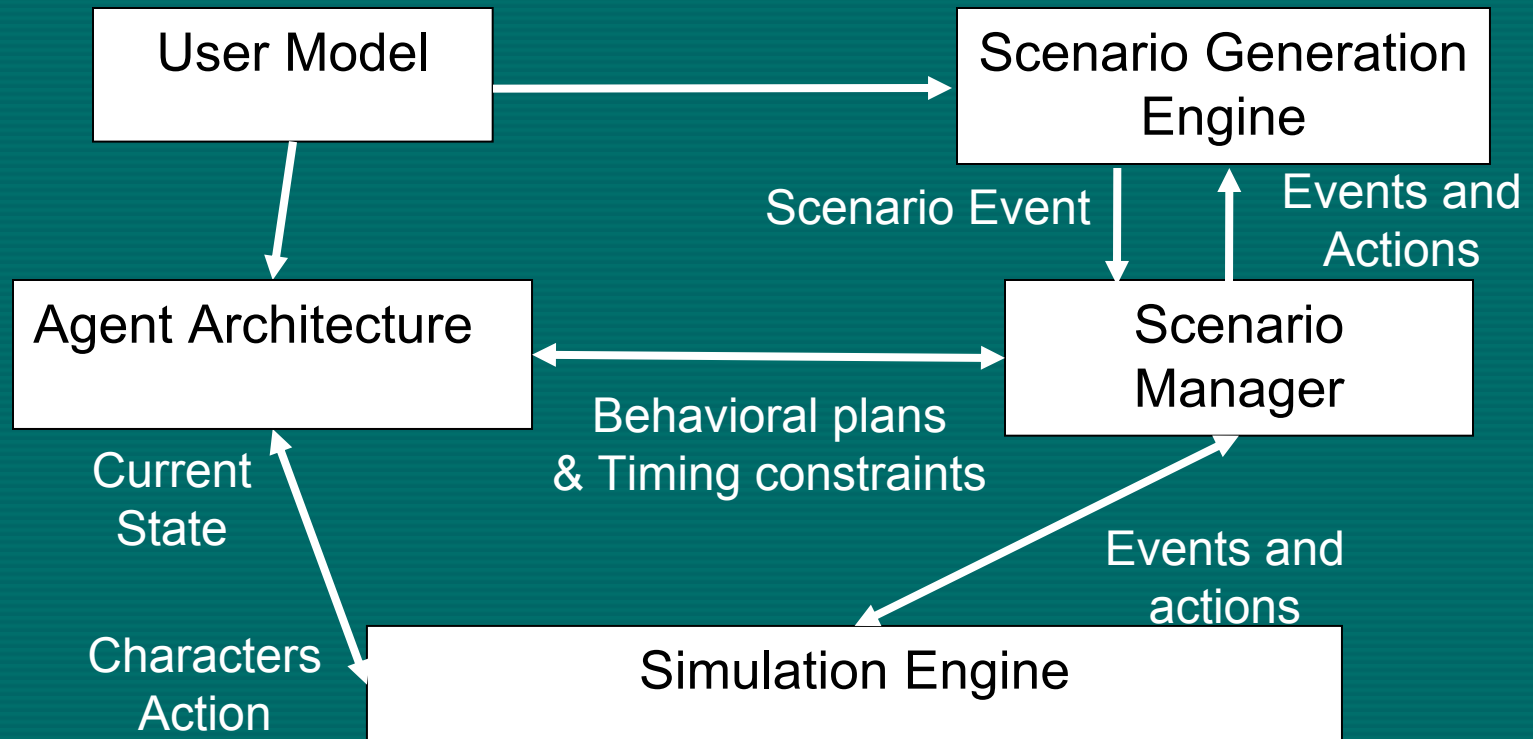 User Model
Scenario Generation
Engine
Scenario Event
Events and
Actions
Agent Architecture
Scenario
Manager
Behavioral plans
& Timing constraints
Current
State
Events and
actions
Characters
Action
Simulation Engine